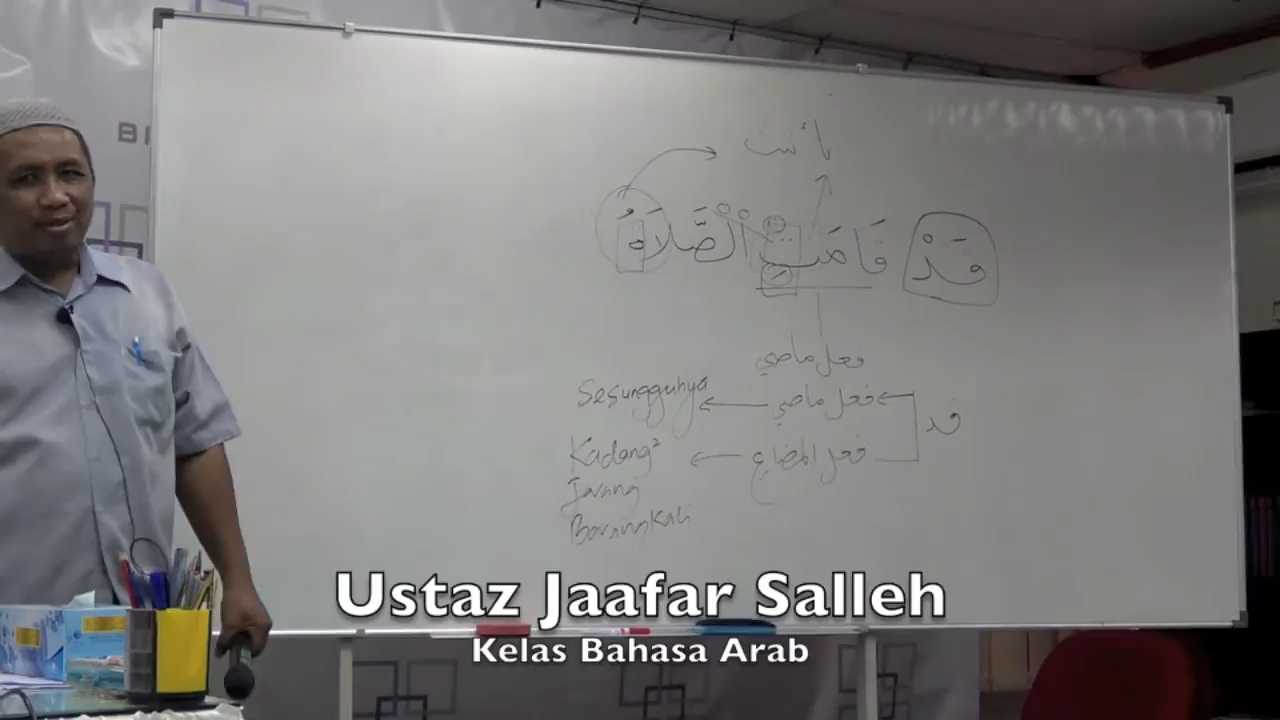 تأنيث
قَدْ قَامَتِ الْصَّلَاةُ
فعل ماضي
قد
فعل ماضي ← Sesungguhnya
فعل المضارع ← Kadang²
Jarang
Barangkali
Ustaz Jaafar Salleh
Kelas Bahasa Arab